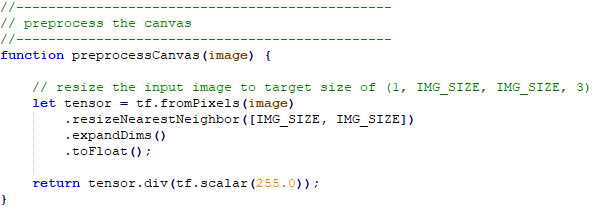 //-----------------------------------------------
// preprocess the canvas
//-----------------------------------------------
function preprocessCanvas(image) {
// resize the input image to target size of (1, IMG_SIZE, IMG_SIZE, 3)
let tensor = tf.fromPixels(image)
.resizeNearestNeighbor([IMG_SIZE, IMG_SIZE])
.expandDims()
.toFloat();
return tensor.div(tf.scalar(255.0));
}